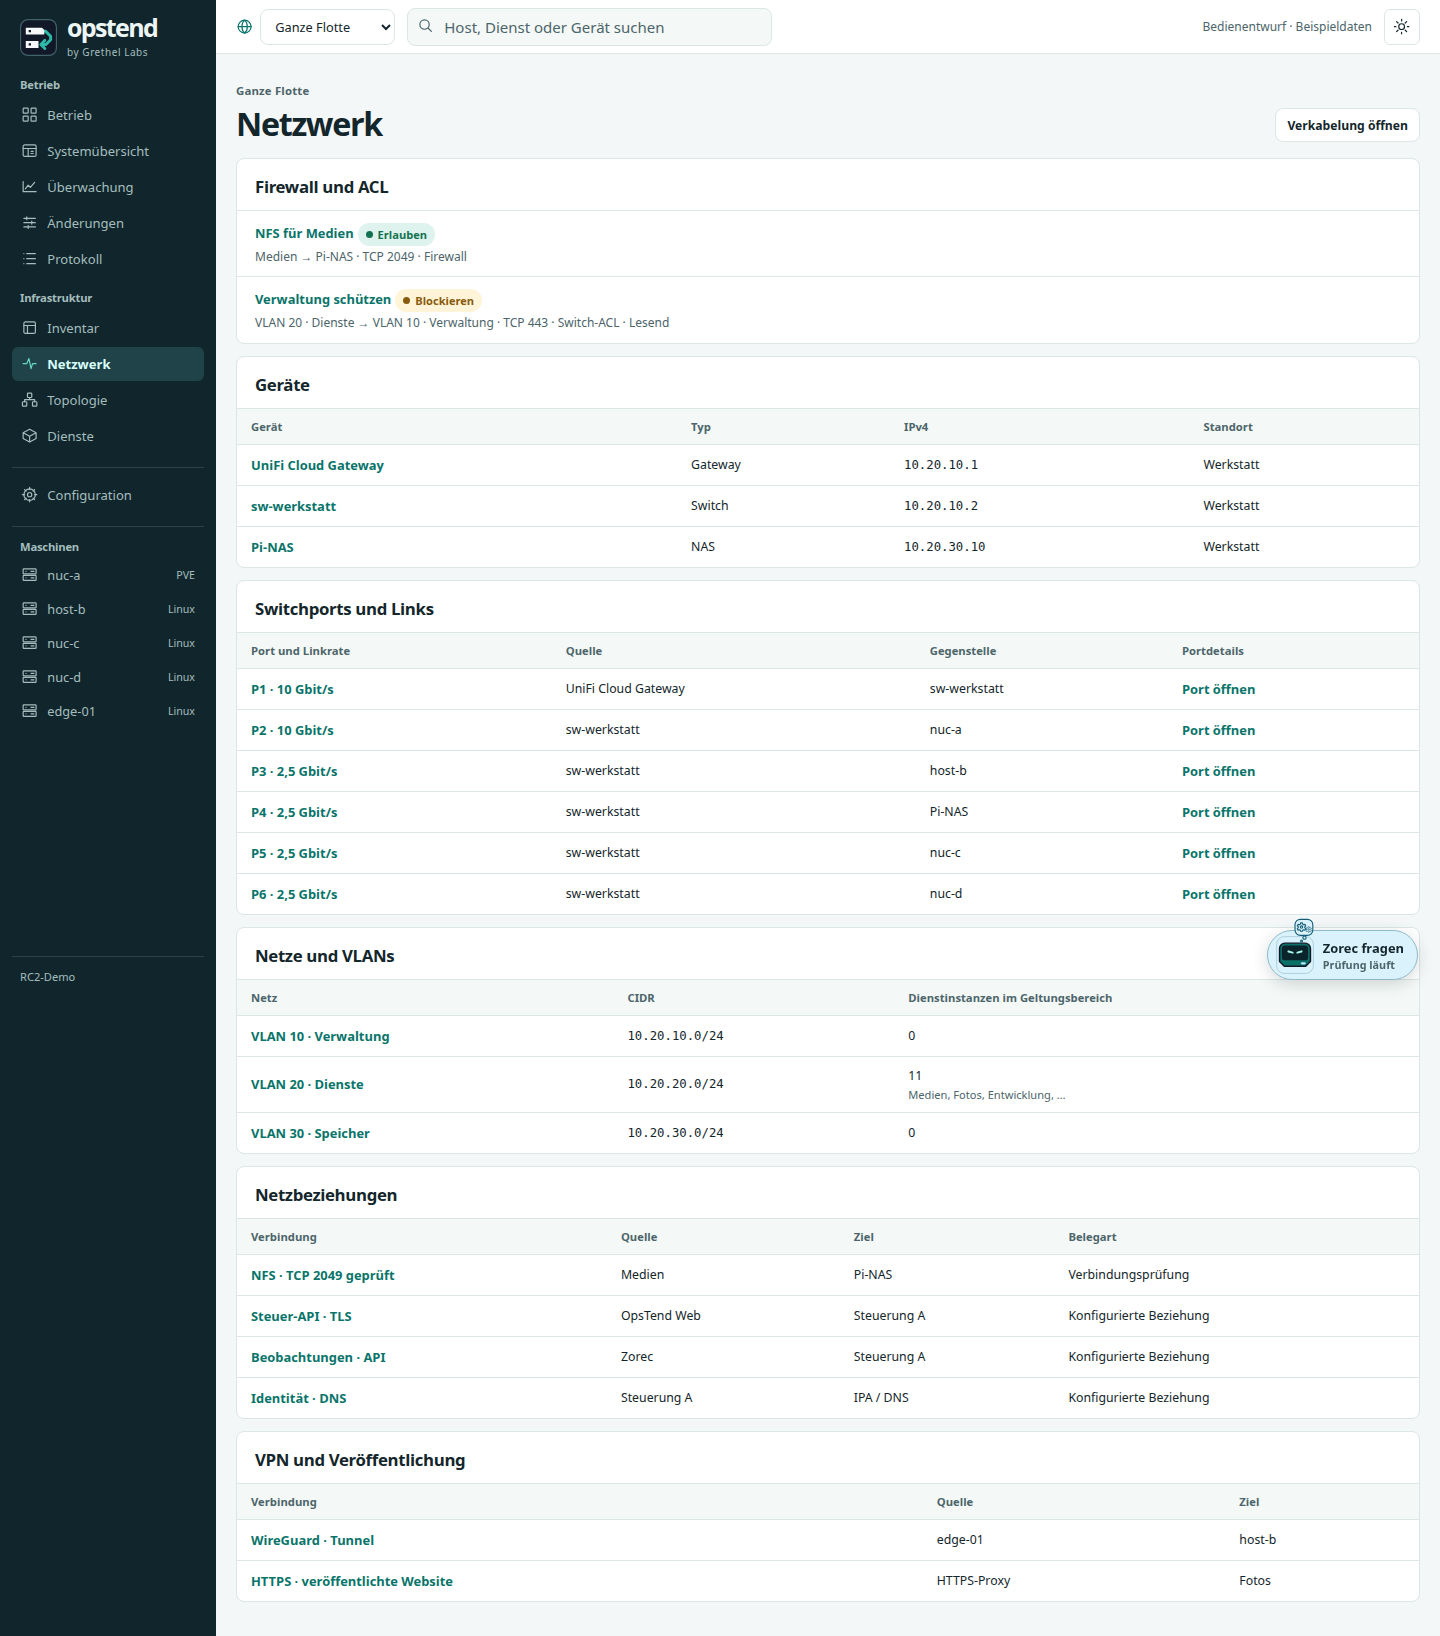 opstend
by Grethel Labs
Betrieb
Betrieb
Systemübersicht
Überwachung
Änderungen
Protokoll
Infrastruktur
Inventar
Netzwerk
Topologie
Dienste
Configuration
Maschinen
nuc-a PVE
host-b Linux
nuc-c Linux
nuc-d Linux
edge-01 Linux
RC2-Demo
Ganze Flotte
Host, Dienst oder Gerät suchen
Bedienentwurf · Beispieldaten
Ganze Flotte
Netzwerk
Verkabelung öffnen
Firewall und ACL
NFS für Medien Erlauben
Medien → Pi-NAS · TCP 2049 · Firewall
Verwaltung schützen Blockieren
VLAN 20 · Dienste → VLAN 10 · Verwaltung · TCP 443 · Switch-ACL · Lesend
Geräte
Gerät Typ IPv4 Standort
UniFi Cloud Gateway Gateway 10.20.10.1 Werkstatt
sw-werkstatt Switch 10.20.10.2 Werkstatt
Pi-NAS NAS 10.20.30.10 Werkstatt
Switchports und Links
Port und Linkrate Quelle Gegenstelle Portdetails
P1 · 10 Gbit/s UniFi Cloud Gateway sw-werkstatt Port öffnen
P2 · 10 Gbit/s sw-werkstatt nuc-a Port öffnen
P3 · 2,5 Gbit/s sw-werkstatt host-b Port öffnen
P4 · 2,5 Gbit/s sw-werkstatt Pi-NAS Port öffnen
P5 · 2,5 Gbit/s sw-werkstatt nuc-c Port öffnen
P6 · 2,5 Gbit/s sw-werkstatt nuc-d Port öffnen
Zorec fragen
Prüfung läuft
Netze und VLANs
Netz CIDR Dienstinstanzen im Geltungsbereich
VLAN 10 · Verwaltung 10.20.10.0/24 0
VLAN 20 · Dienste 10.20.20.0/24 11
Medien, Fotos, Entwicklung, …
VLAN 30 · Speicher 10.20.30.0/24 0
Netzbeziehungen
Verbindung Quelle Ziel Belegart
NFS · TCP 2049 geprüft Medien Pi-NAS Verbindungsprüfung
Steuer-API · TLS OpsTend Web Steuerung A Konfigurierte Beziehung
Beobachtungen · API Zorec Steuerung A Konfigurierte Beziehung
Identität · DNS Steuerung A IPA / DNS Konfigurierte Beziehung
VPN und Veröffentlichung
Verbindung Quelle Ziel
WireGuard · Tunnel edge-01 host-b
HTTPS · veröffentlichte Website HTTPS-Proxy Fotos